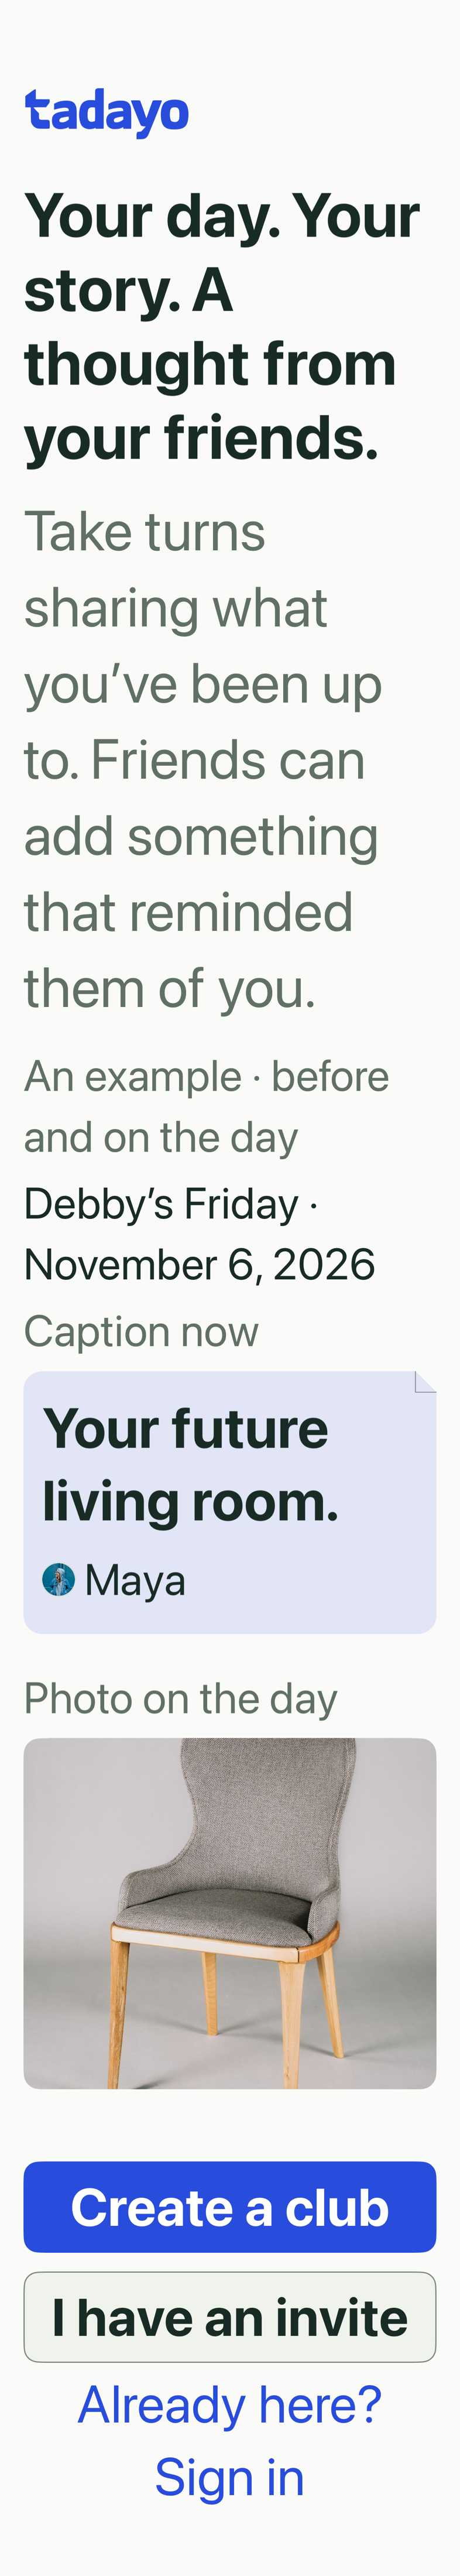 tadayo
Your day. Your
story. A
thought from
your friends.
Take turns
sharing what
you’ve been up
to. Friends can
add something
that reminded
them of you.
An example · before
and on the day
Debby’s Friday ·
November 6, 2026
Caption now
Your future
living room.
Maya
Photo on the day
Create a club
I have an invite
Already here?
Sign in